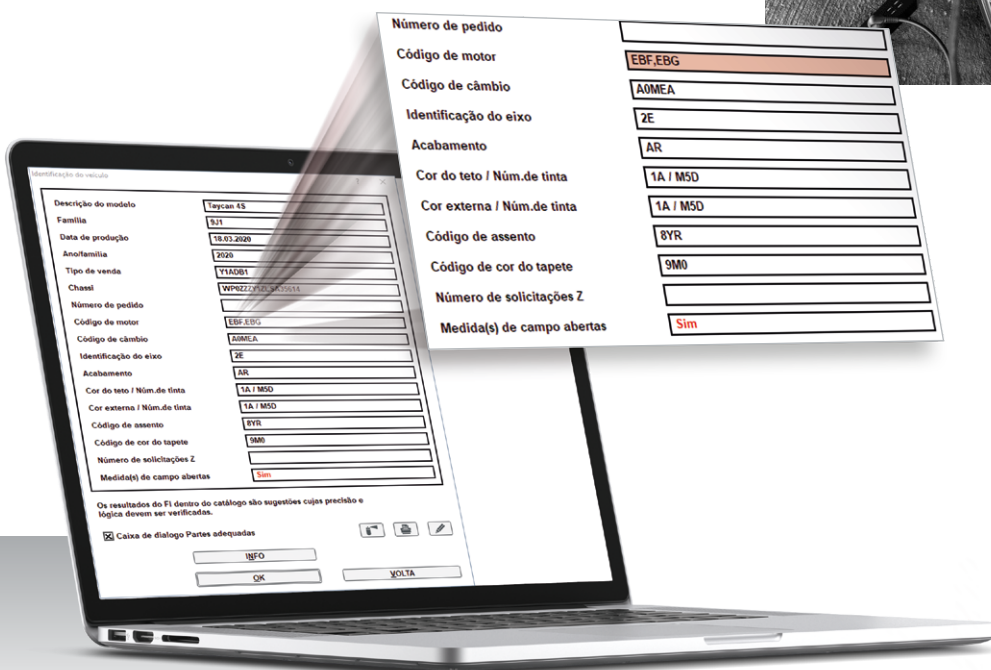 Número de pedido
Código de motor EBF,EBG
Código de câmbio A0MEA
Identificação do eixo 2E
Acabamento AR
Cor do teto / Núm.de tinta 1A / M5D
Cor externa / Núm.de tinta 1A / M5D
Código de assento 8YR
Código de cor do tapete 9M0
Número de solicitações Z
Medida(s) de campo abertas Sim
Identificação do veículo
Descrição do modelo Taycan 4S
Família 9J1
Data de produção 18.03.2020
Ano/família 2020
Tipo de venda Y1ADB1
Chassi
Número de pedido
Código de motor EBF,EBG
Código de câmbio A0MEA
Identificação do eixo 2E
Acabamento AR
Cor do teto / Núm.de tinta 1A / M5D
Cor externa / Núm.de tinta 1A / M5D
Código de assento 8YR
Código de cor do tapete 9M0
Número de solicitações Z
Medida(s) de campo abertas Sim
Os resultados do FI dentro do catálogo são sugestões cujas precisão e
lógica devem ser verificadas.
Caixa de dialogo Partes adequadas
INFO
OK VOLTA